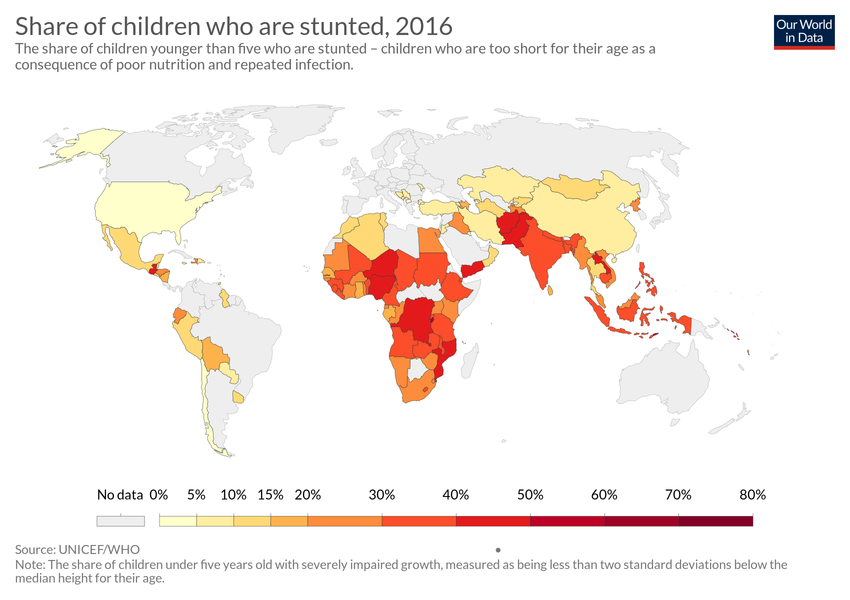 Share of children who are stunted, 2016
The share of children younger than five who are stunted – children who are too short for their age as a
consequence of poor nutrition and repeated infection.
Our World
in Data
No data 0% 5% 10% 15% 20% 30% 40% 50% 60% 70% 80%
Source: UNICEF/WHO
Note: The share of children under five years old with severely impaired growth, measured as being less than two standard deviations below the
median height for their age.